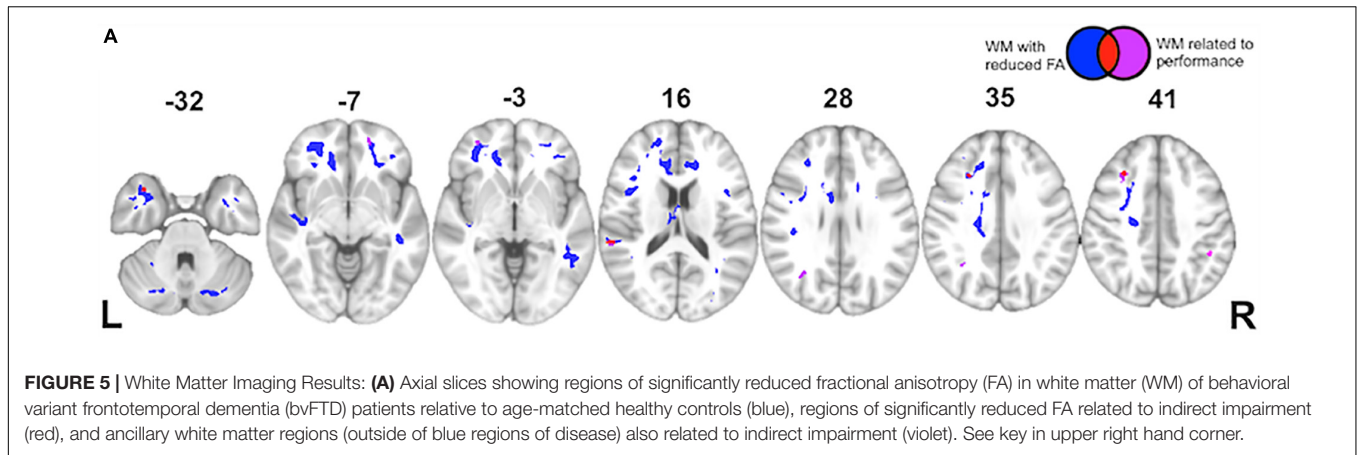 A
WM with
reduced FA
WM related to
performance
-32 -7 -3 16 28 35 41
L R
FIGURE 5 | White Matter Imaging Results: (A) Axial slices showing regions of significantly reduced fractional anisotropy (FA) in white matter (WM) of behavioral
variant frontotemporal dementia (bvFTD) patients relative to age-matched healthy controls (blue), regions of significantly reduced FA related to indirect impairment
(red), and ancillary white matter regions (outside of blue regions of disease) also related to indirect impairment (violet). See key in upper right hand corner.